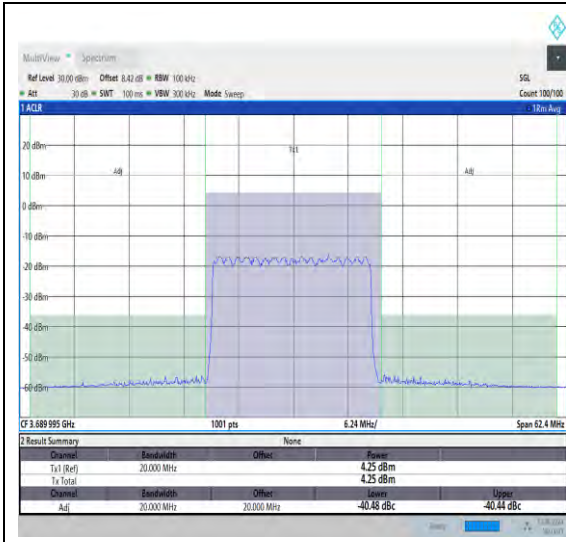 MultiView Spectrum
Ref Level 30.00 dBm Offset 8.42 dB RBW 100 kHz SGL
Att 30 dB SWT 100 ms VBW 300 kHz Mode Sweep Count 100/100
1 ACLR 1Rm Avg
20 dBm
Tx1
Adj Adj
10 dBm
0 dBm
-10 dBm
-20 dBm
-30 dBm
-40 dBm
-50 dBm
-60 dBm
CF 3.689 995 GHz 1001 pts 6.24 MHz/ Span 62.4 MHz
2 Result Summary None
Channel Bandwidth Offset Power
Tx1 (Ref) 20.000 MHz 4.25 dBm
Tx Total 4.25 dBm
Channel Bandwidth Offset Lower Upper
Adj 20.000 MHz 20.000 MHz -40.48 dBc -40.44 dBc